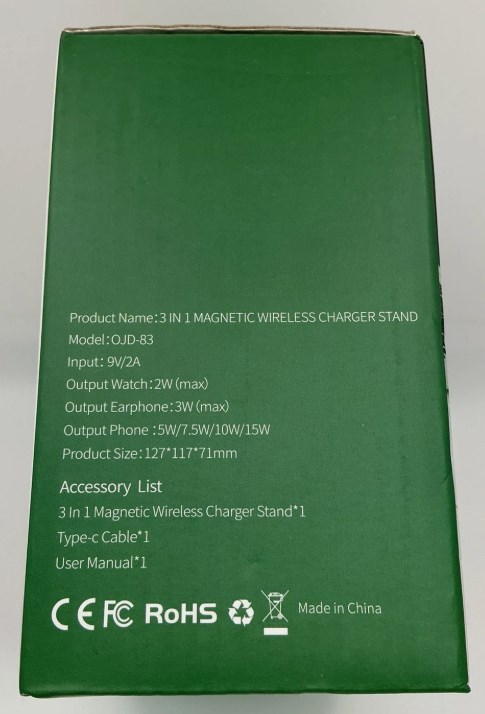 Product Name:3 IN 1 MAGNETIC WIRELESS CHARGER STAND
Model:OJD-83
Input: 9V/2A
Output Watch:2W(max)
Output Earphone:3W(max)
Output Phone :5W/7.5W/10W/15W
Product Size:127*117*71mm
Accessory List
3 In 1 Magnetic Wireless Charger Stand*1
Type-c Cable*1
User Manual*1
CE FC RoHS Made in China